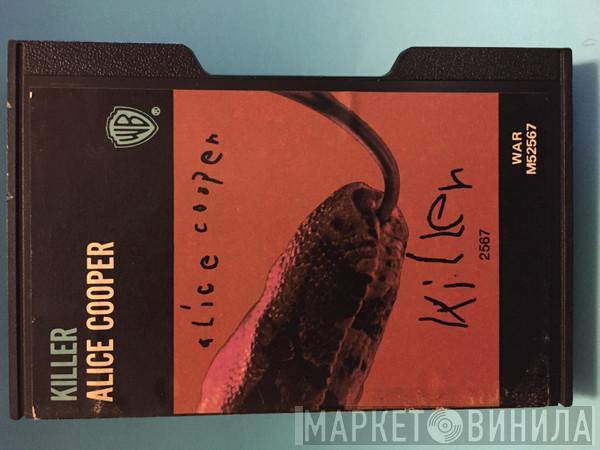 KILLER
ALICE COOPER
WB
®
alice cooper
Killer
2567
WAR
M52567
МАРКЕТ ВИНИЛА